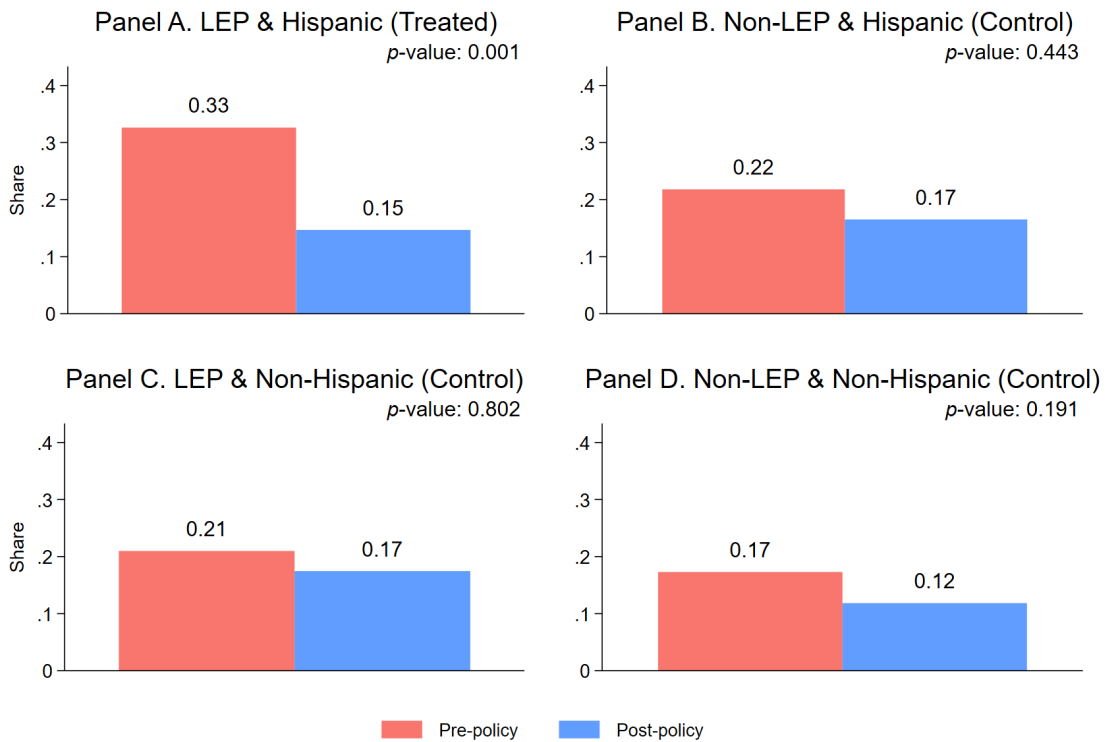 Panel A. LEP & Hispanic (Treated)
p-value: 0.001
.4
.3
.2
.1
0
Share
0.33
0.15
Panel B. Non-LEP & Hispanic (Control)
p-value: 0.443
.4
.3
.2
.1
0
0.22
0.17
Panel C. LEP & Non-Hispanic (Control)
p-value: 0.802
.4
.3
.2
.1
0
Share
0.21
0.17
Panel D. Non-LEP & Non-Hispanic (Control)
p-value: 0.191
.4
.3
.2
.1
0
0.17
0.12
Pre-policy
Post-policy